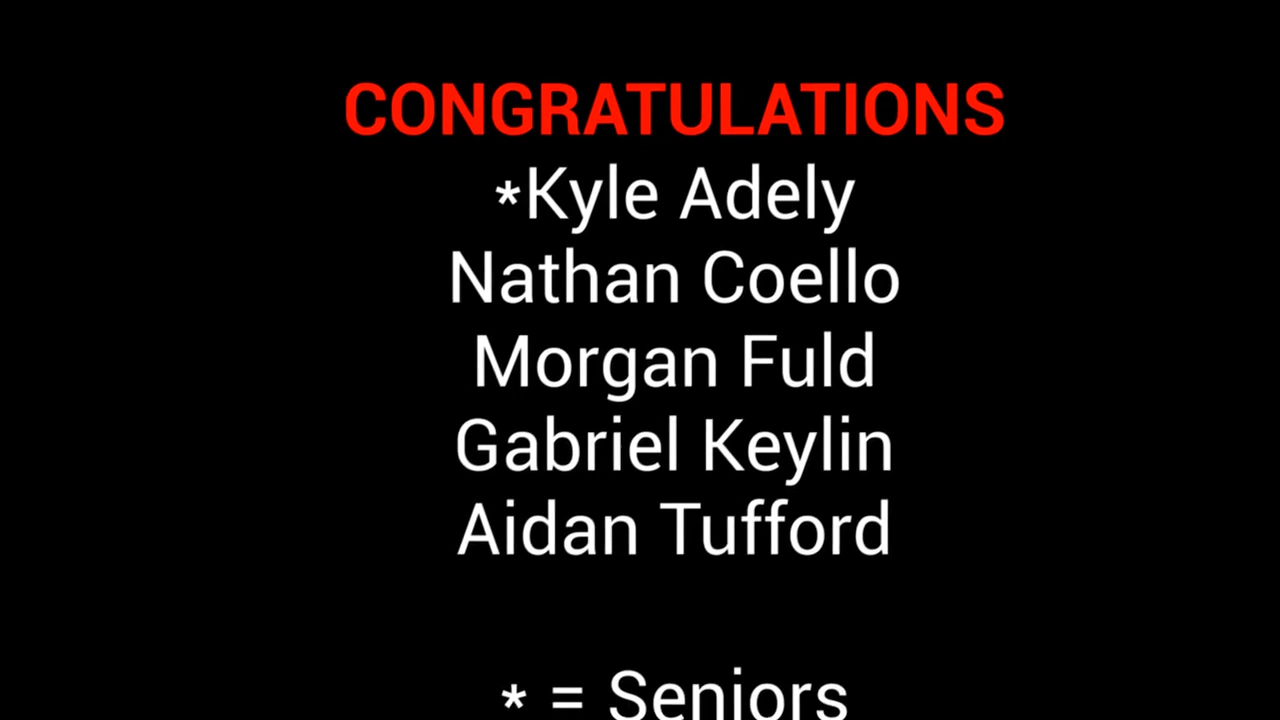 CONGRATULATIONS
*Kyle Adely
Nathan Coello
Morgan Fuld
Gabriel Keylin
Aidan Tufford
* = Seniors